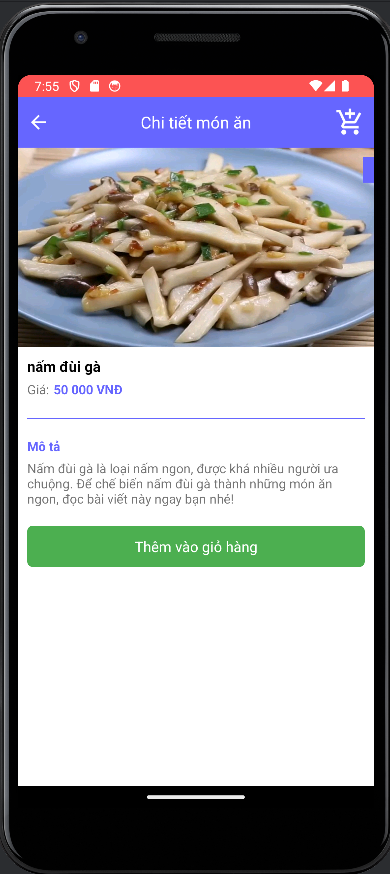 7:55
Chi tiết món ăn
nấm đùi gà
Giá: 50 000 VNĐ
Mô tả
Nấm đùi gà là loại nấm ngon, được khá nhiều người ưa
chuộng. Để chế biến nấm đùi gà thành những món ăn
ngon, đọc bài viết này ngay bạn nhé!
Thêm vào giỏ hàng